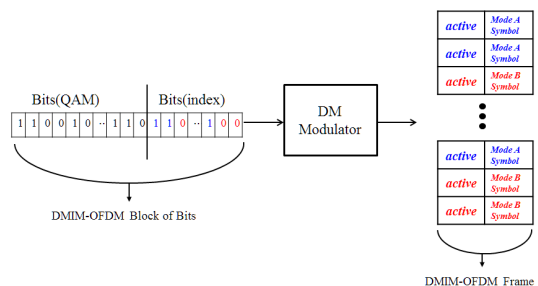 Bits(QAM) Bits(index)
1 1 0 0 1 0 ·· 1 1 0 1 1 0 ·· 1 0 0
DMIM-OFDM Block of Bits
DM
Modulator
active Mode A
Symbol
active Mode A
Symbol
active Mode B
Symbol
active Mode A
Symbol
active Mode B
Symbol
active Mode B
Symbol
DMIM-OFDM Frame